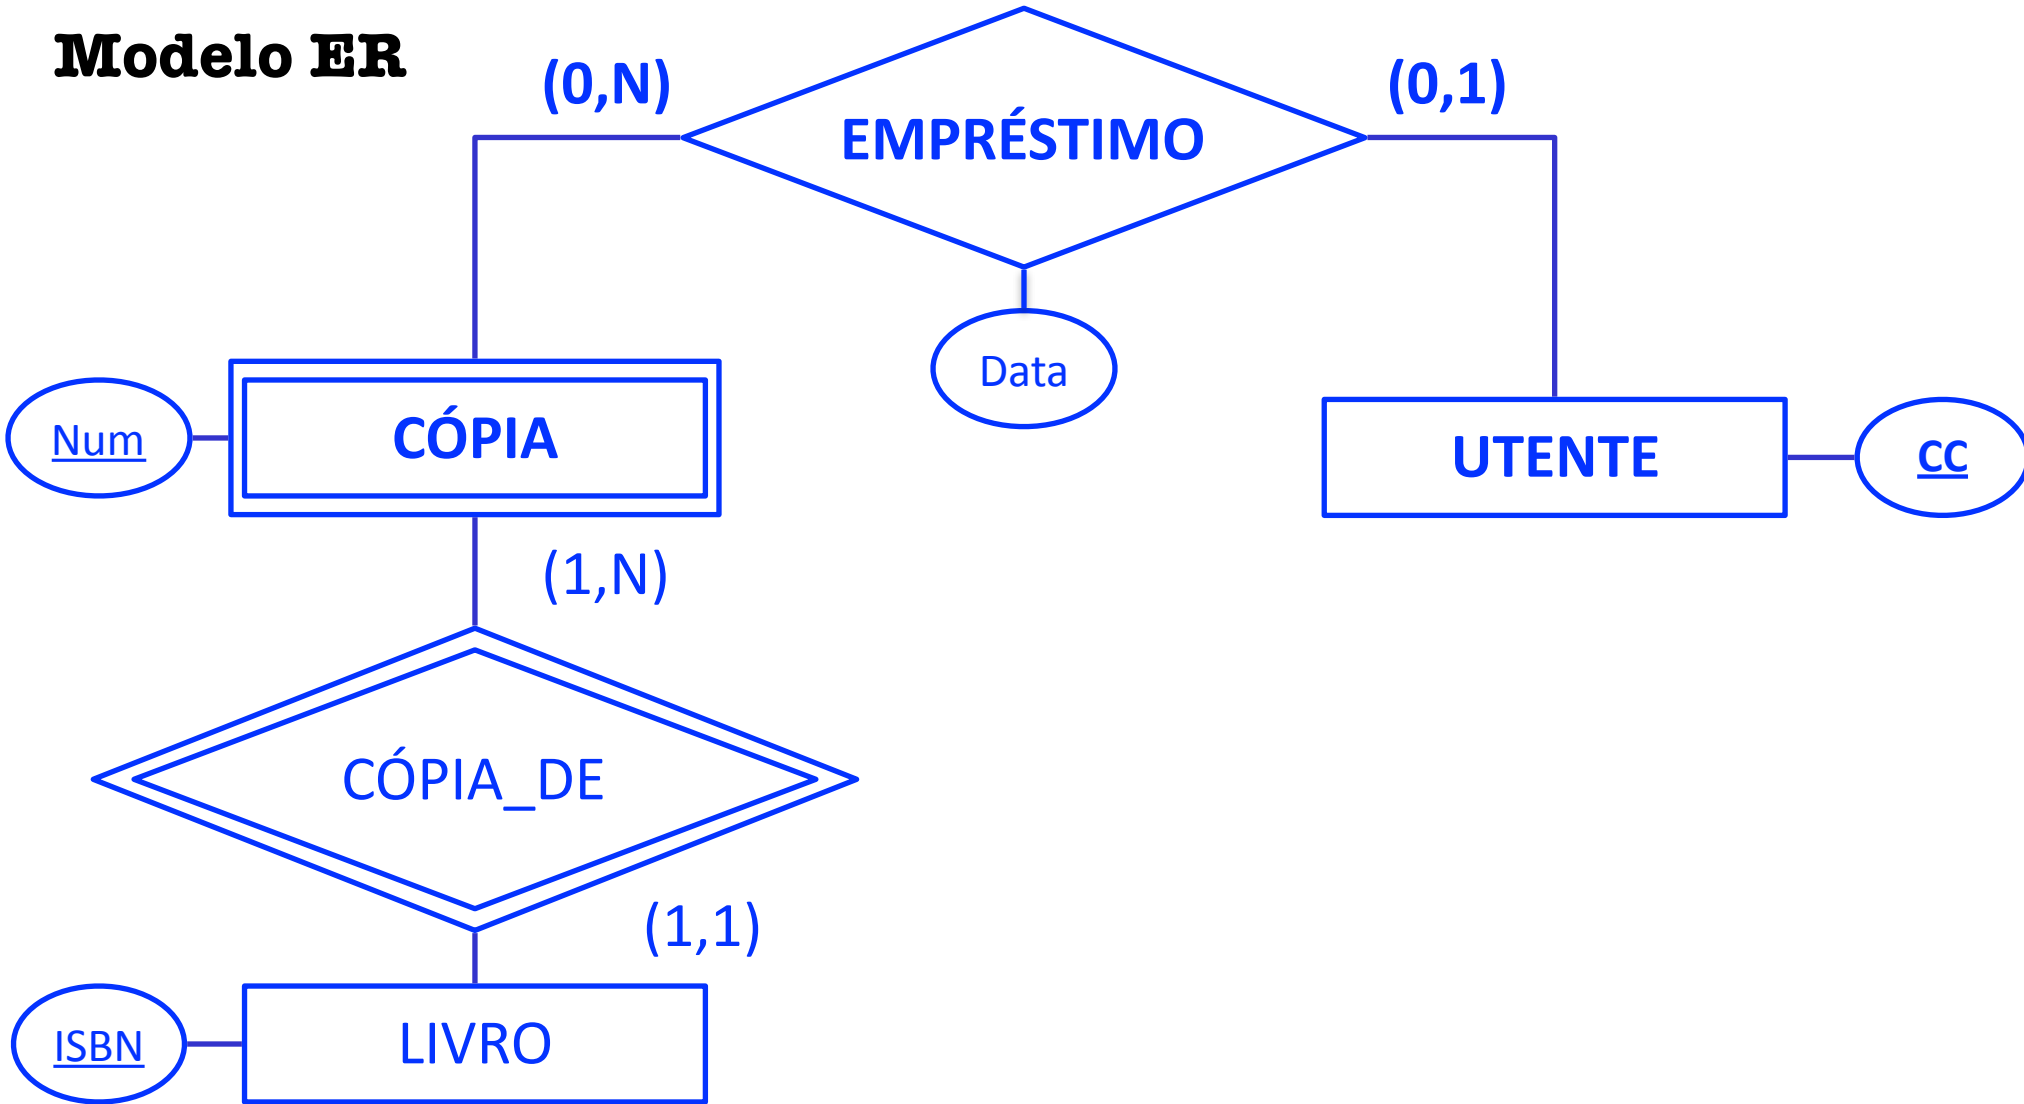 Modelo ER
(0,N)
(0,1)
EMPRÉSTIMO
Data
Num
CÓPIA
UTENTE
CC
(1,N)
CÓPIA_DE
(1,1)
ISBN
LIVRO